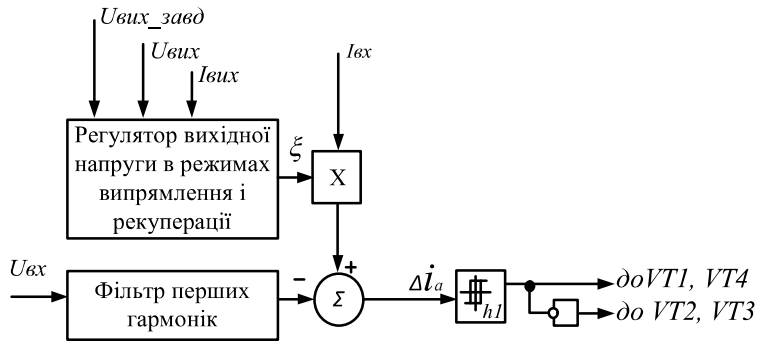 Uвих_завд
Uвих
Iвих
Iвх
Регулятор вихідної
напруги в режимах
випрямлення і
рекуперації
ξ
X
Uвх
Фільтр перших
гармонік
−
+
Σ
Δiₐ
h1
доVT1, VT4
до VT2, VT3